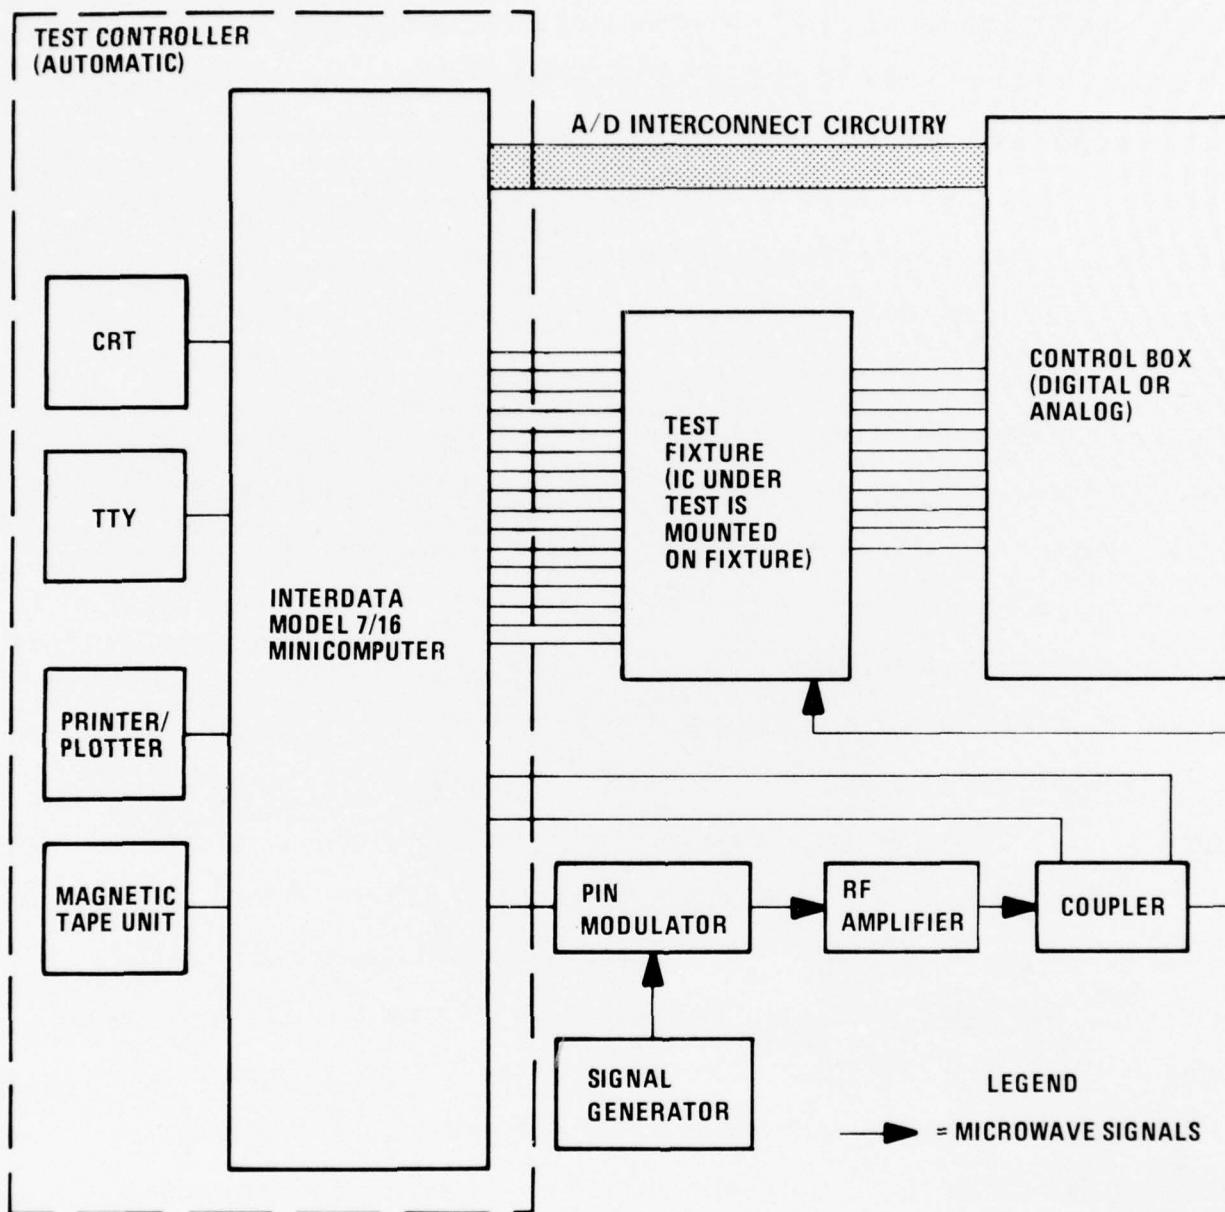 TEST CONTROLLER
(AUTOMATIC)
A/D INTERCONNECT CIRCUITRY
CRT
TTY
PRINTER/
PLOTTER
MAGNETIC
TAPE UNIT
INTERDATA
MODEL 7/16
MINICOMPUTER
TEST
FIXTURE
(IC UNDER
TEST IS
MOUNTED
ON FIXTURE)
CONTROL BOX
(DIGITAL OR
ANALOG)
PIN
MODULATOR
RF
AMPLIFIER
COUPLER
SIGNAL
GENERATOR
LEGEND
= MICROWAVE SIGNALS